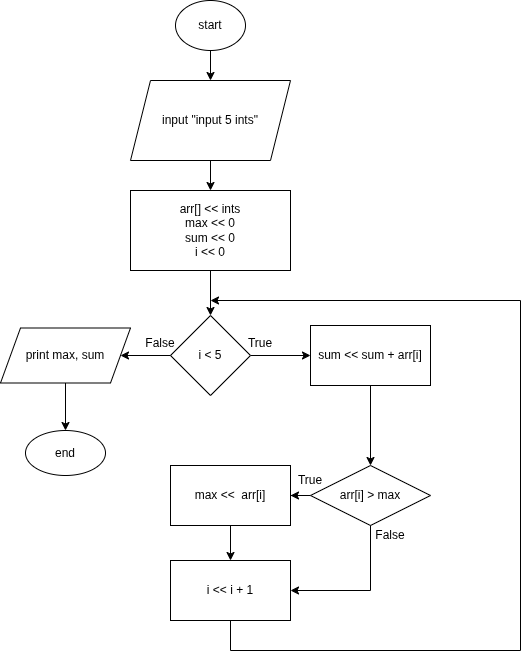 start
input "input 5 ints"
arr[] << ints
max << 0
sum << 0
i << 0
False
True
print max, sum
i < 5
sum << sum + arr[i]
end
True
max <<  arr[i]
arr[i] > max
False
i << i + 1